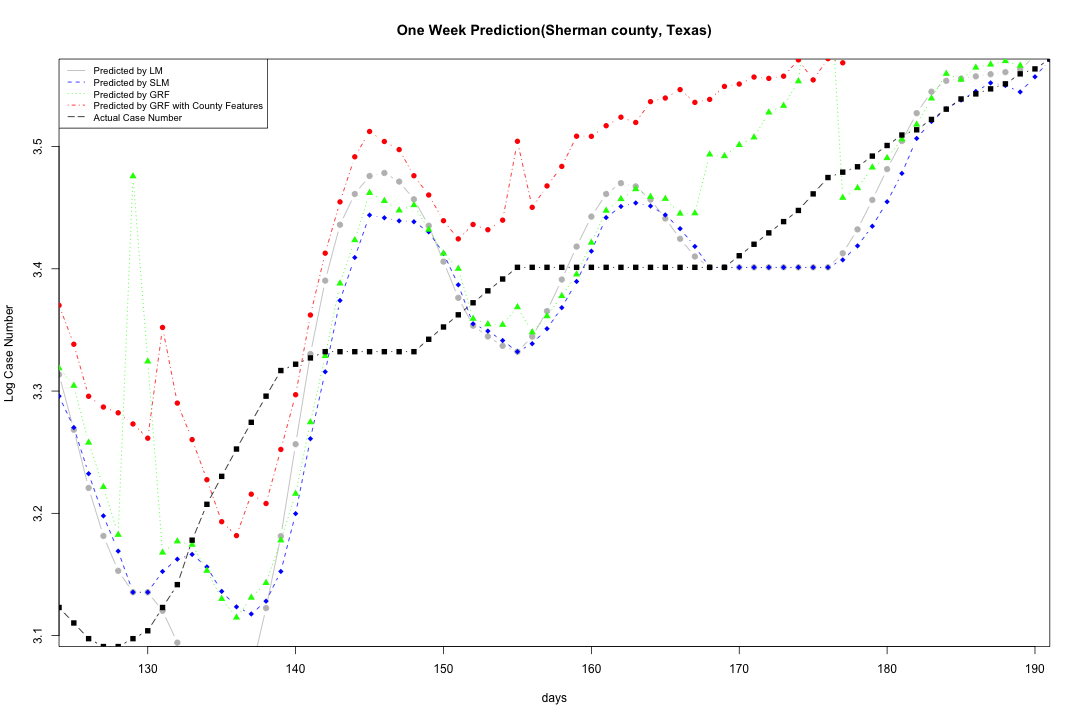 One Week Prediction(Sherman county, Texas)
Predicted by LM
Predicted by SLM
Predicted by GRF
Predicted by GRF with County Features
Actual Case Number
Log Case Number
3.5
3.4
3.3
3.2
3.1
130 140 150 160 170 180 190
days